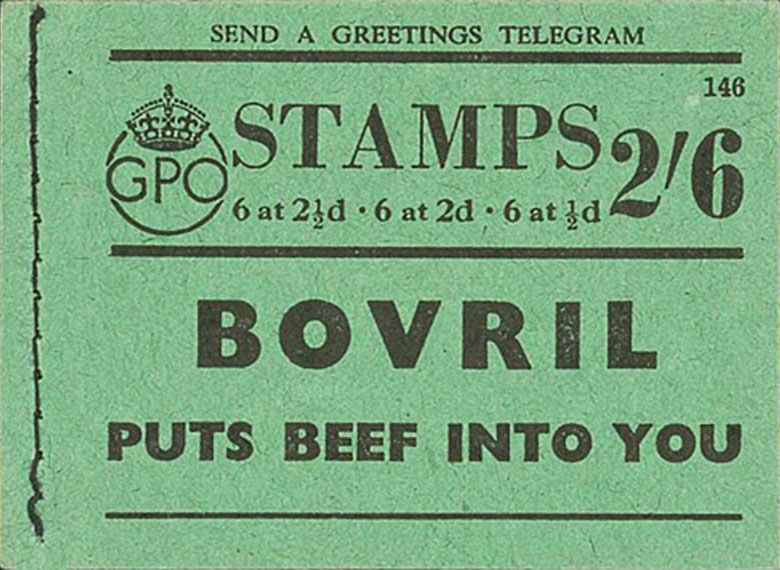 SEND A GREETINGS TELEGRAM
146
GPO
STAMPS 2/6
6 at 2½d · 6 at 2d · 6 at ½d
BOVRIL
PUTS BEEF INTO YOU